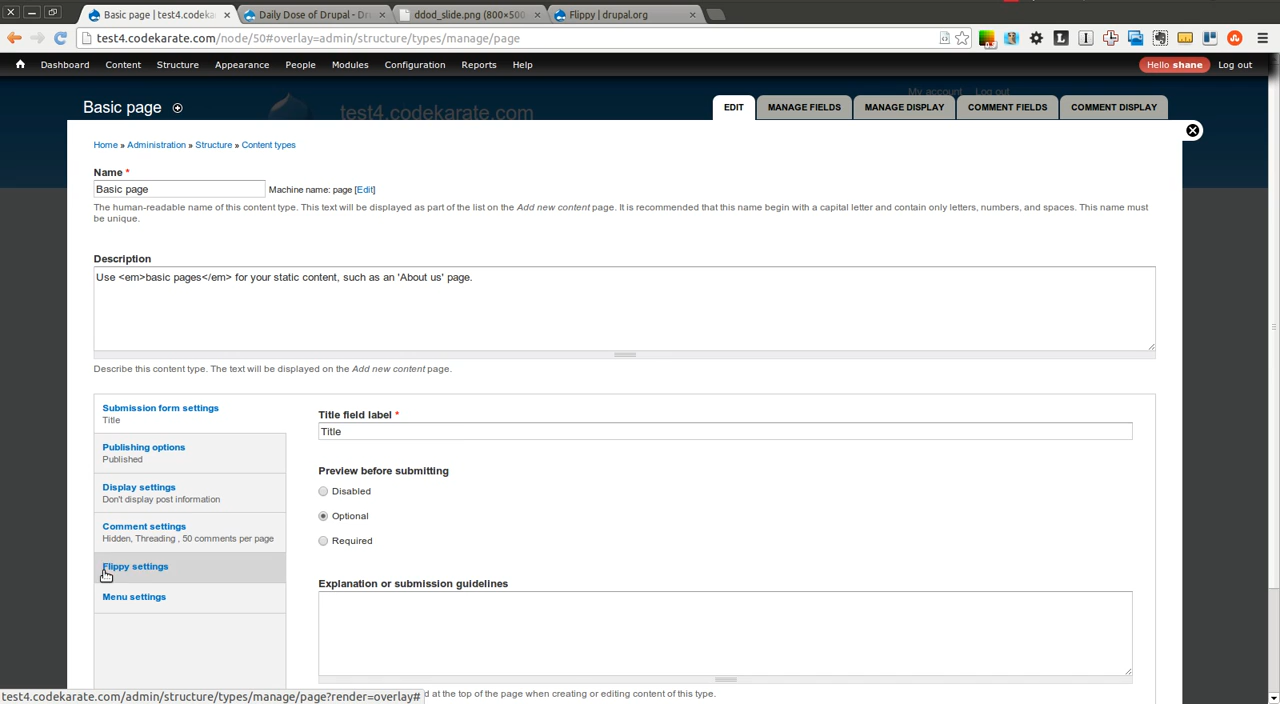 Basic page | test4.codeka
Daily Dose of Drupal - Dr
ddod_slide.png (800×500
Flippy | drupal.org
test4.codekarate.com/node/50#overlay=admin/structure/types/manage/page
Dashboard Content Structure Appearance People Modules Configuration Reports Help
Hello shane Log out
My account Log out
Basic page
test4.codekarate.com
EDIT MANAGE FIELDS MANAGE DISPLAY COMMENT FIELDS COMMENT DISPLAY
Home » Administration » Structure » Content types
Name *
Basic page
Machine name: page [Edit]
The human-readable name of this content type. This text will be displayed as part of the list on the Add new content page. It is recommended that this name begin with a capital letter and contain only letters, numbers, and spaces. This name must
be unique.
Description
Use <em>basic pages</em> for your static content, such as an 'About us' page.
Describe this content type. The text will be displayed on the Add new content page.
Submission form settings
Title
Publishing options
Published
Display settings
Don't display post information
Comment settings
Hidden, Threading , 50 comments per page
Flippy settings
Menu settings
Title field label *
Title
Preview before submitting
Disabled
Optional
Required
Explanation or submission guidelines
d at the top of the page when creating or editing content of this type.
test4.codekarate.com/admin/structure/types/manage/page?render=overlay#